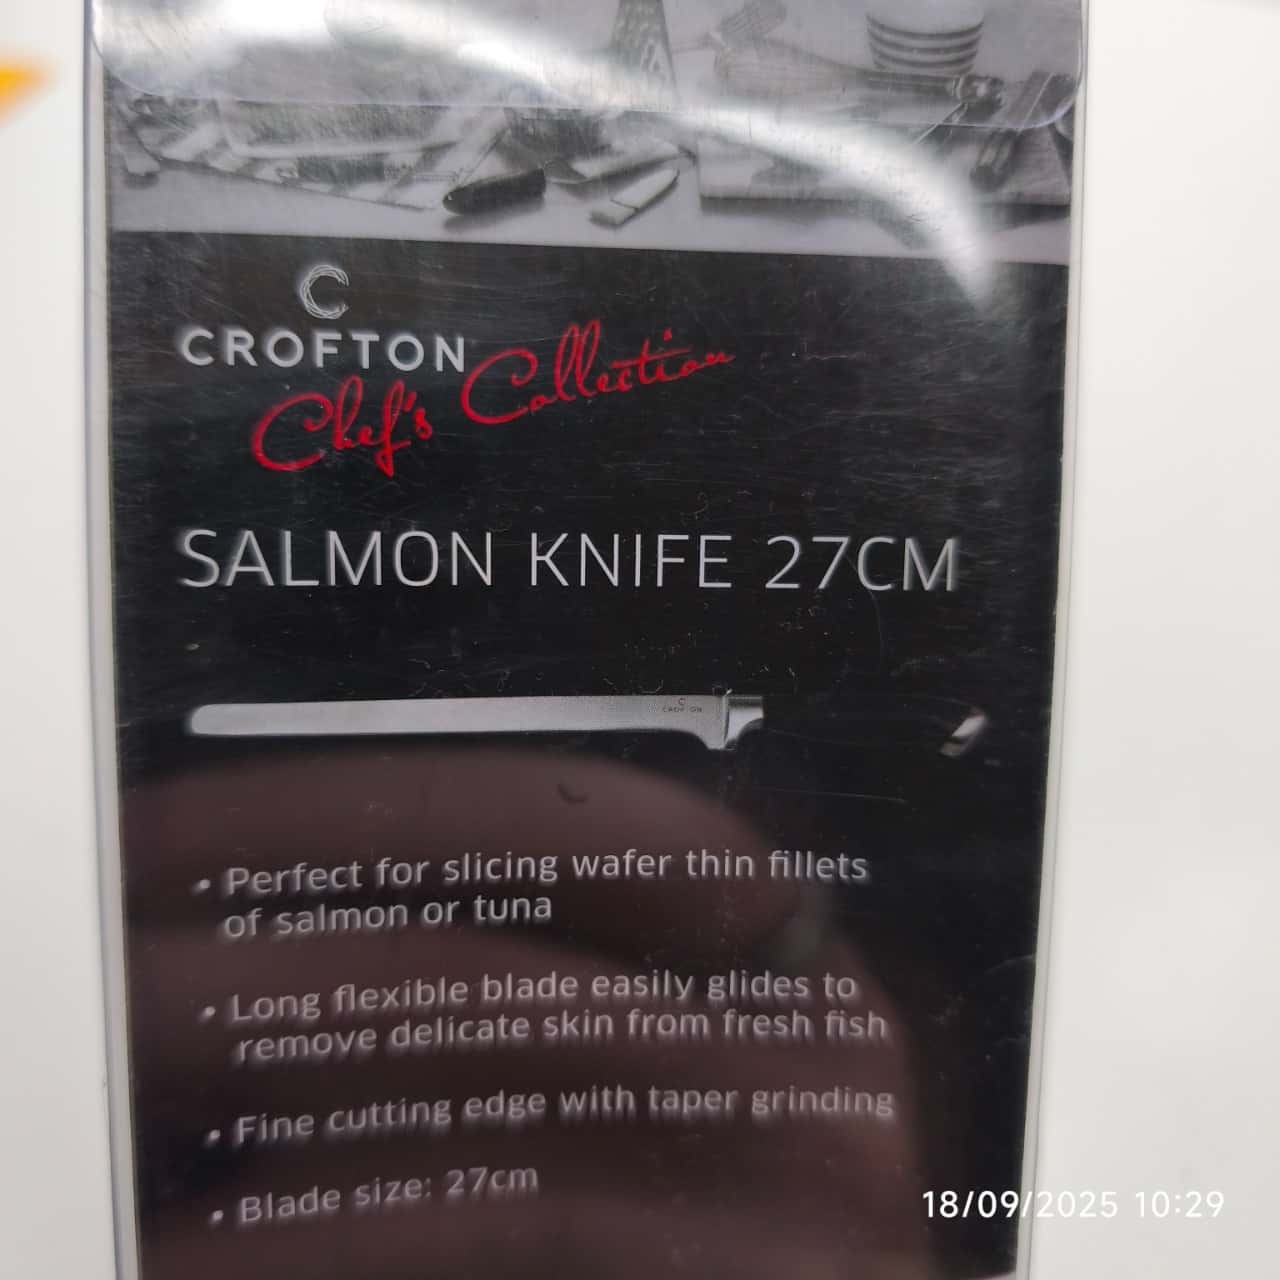 C
CROFTON
Chef's Collection
SALMON KNIFE 27CM
C
CROFTON
• Perfect for slicing wafer thin fillets
of salmon or tuna
• Long flexible blade easily glides to
remove delicate skin from fresh fish
• Fine cutting edge with taper grinding
• Blade size: 27cm
18/09/2025 10:29